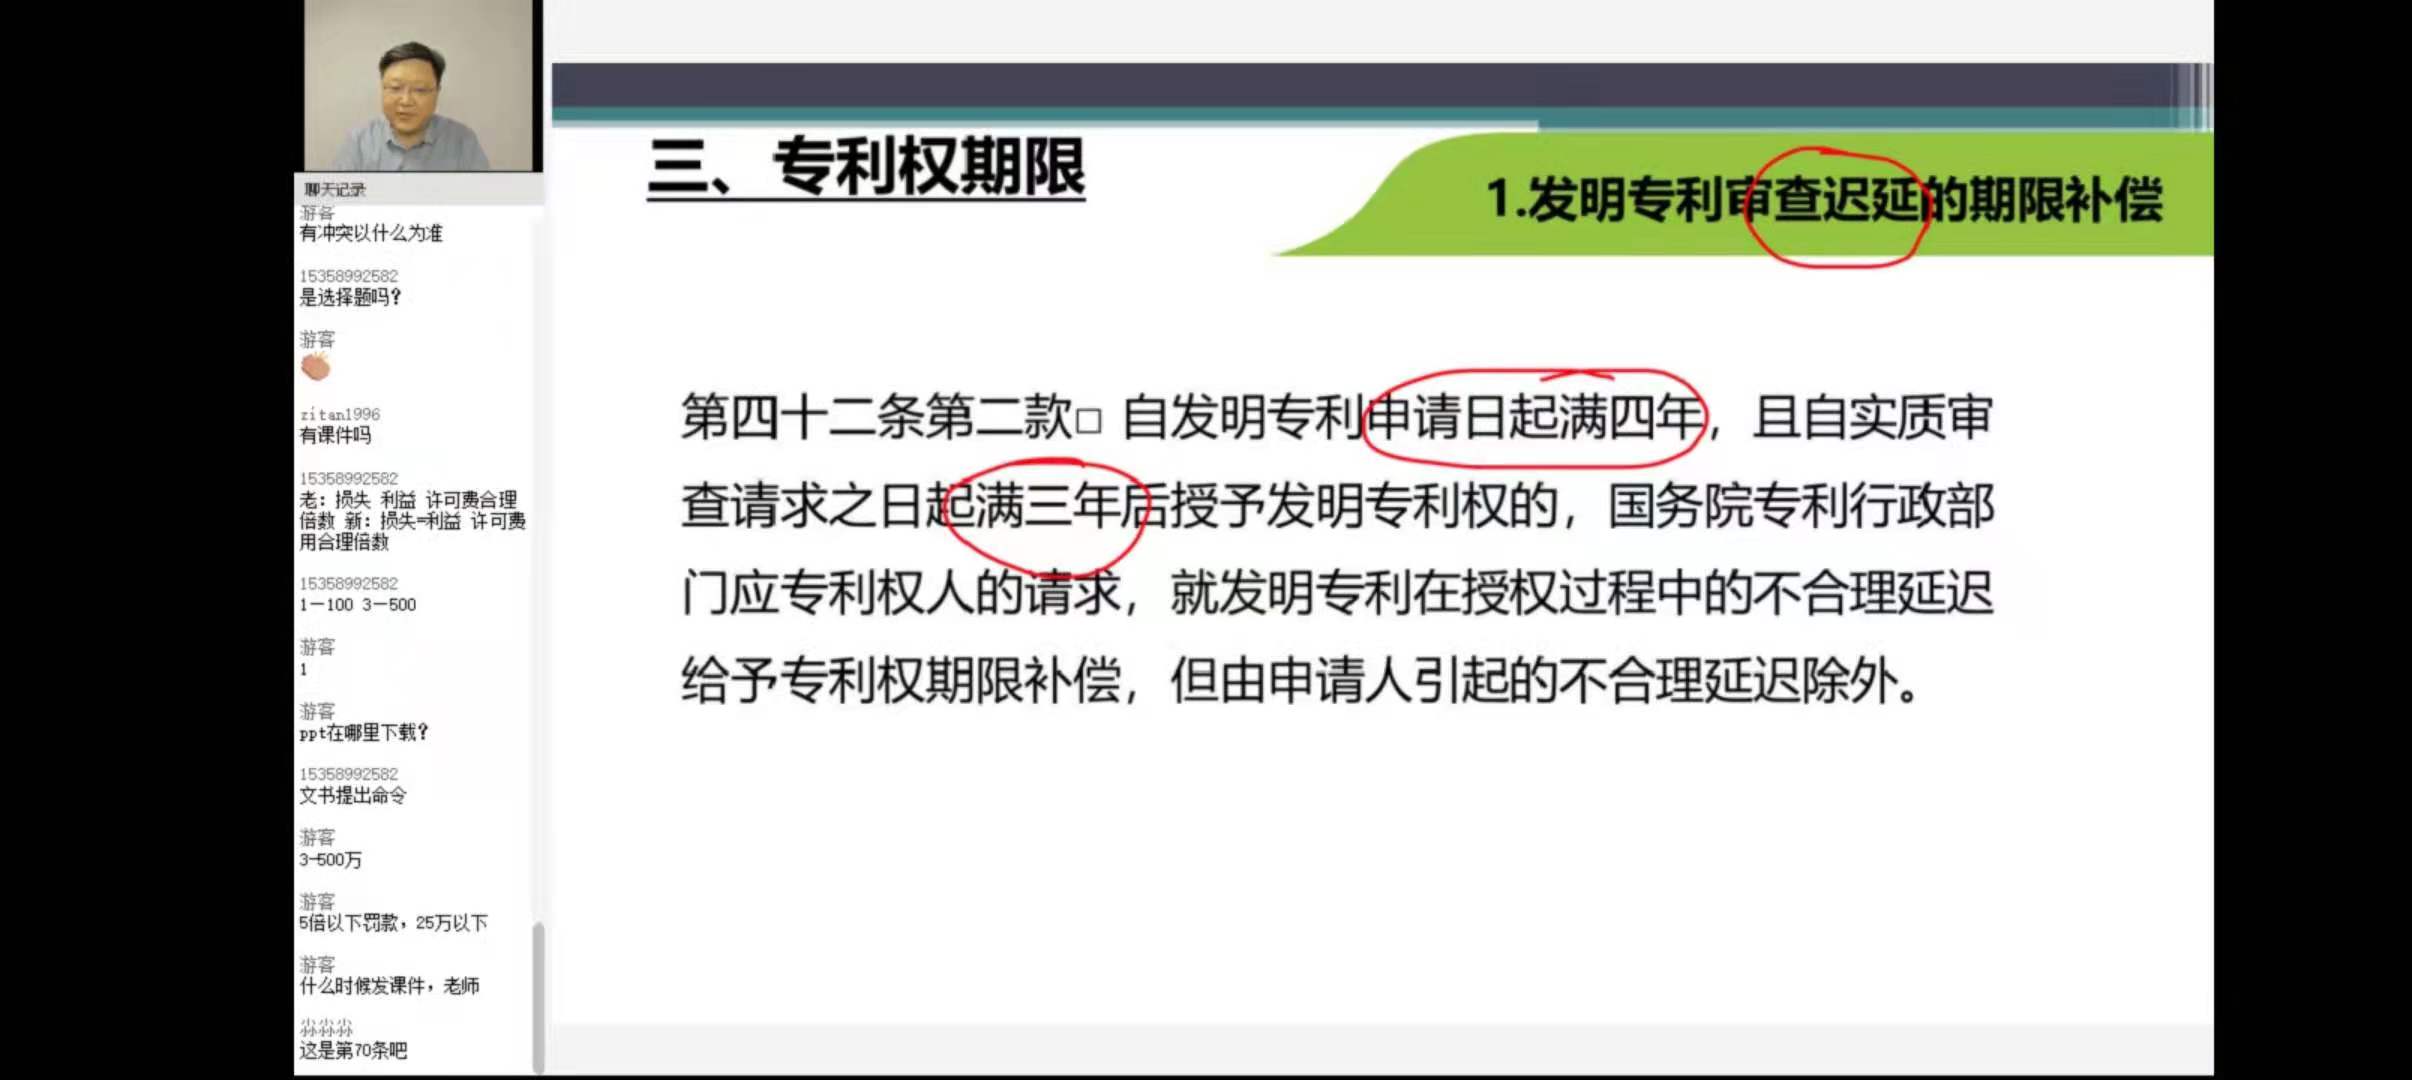 聊天记录
游客
有冲突以什么为准
15358992582
是选择题吗？
游客
zitan1996
有课件吗
15358992582
老：损失 利益 许可费合理
倍数 新：损失=利益 许可费
用合理倍数
15358992582
1—100 3—500
游客
1
游客
ppt在哪里下载？
15358992582
文书提出命令
游客
3-500万
游客
5倍以下罚款，25万以下
游客
什么时候发课件，老师
尛尛尛
这是第70条吧
三、专利权期限
1.发明专利审查迟延的期限补偿
第四十二条第二款□ 自发明专利申请日起满四年，且自实质审
查请求之日起满三年后授予发明专利权的，国务院专利行政部
门应专利权人的请求，就发明专利在授权过程中的不合理延迟
给予专利权期限补偿，但由申请人引起的不合理延迟除外。